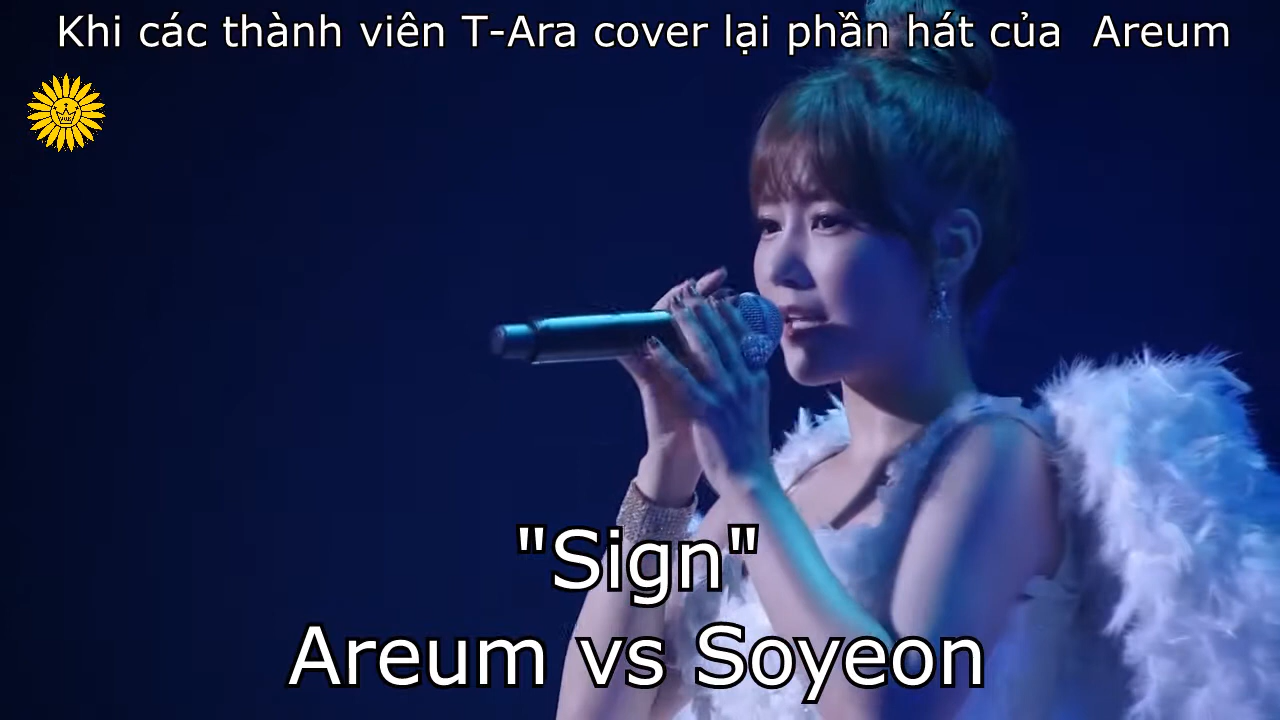 Khi các thành viên T-Ara cover lại phần hát của Areum
"Sign"
Areum vs Soyeon